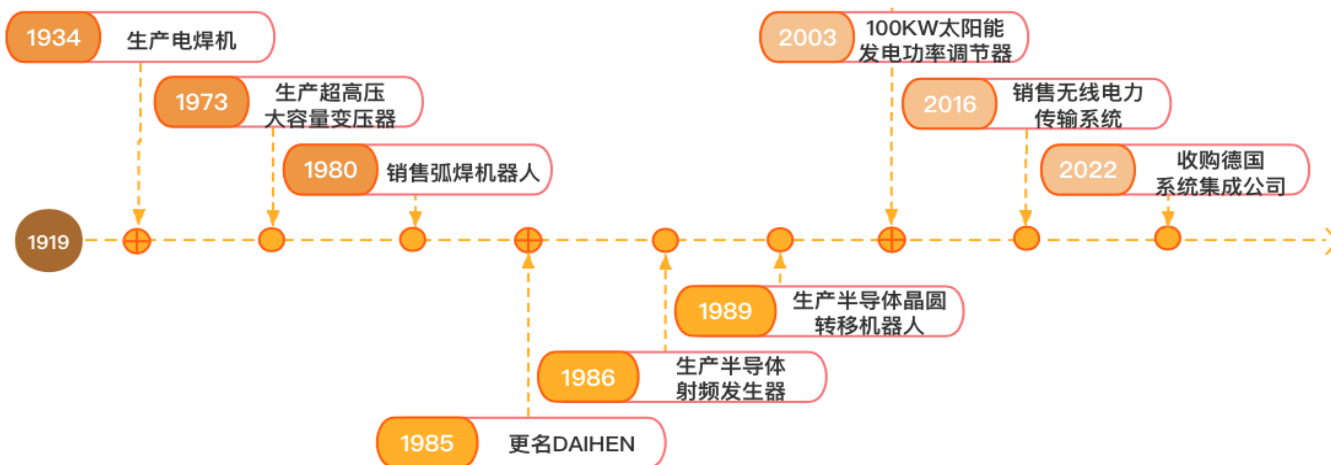 1934
生产电焊机
1973
生产超高压
大容量变压器
1980
销售弧焊机器人
2003
100KW太阳能
发电功率调节器
2016
销售无线电力
传输系统
2022
收购德国
系统集成公司
1919
1989
生产半导体晶圆
转移机器人
1986
生产半导体
射频发生器
1985
更名DAIHEN